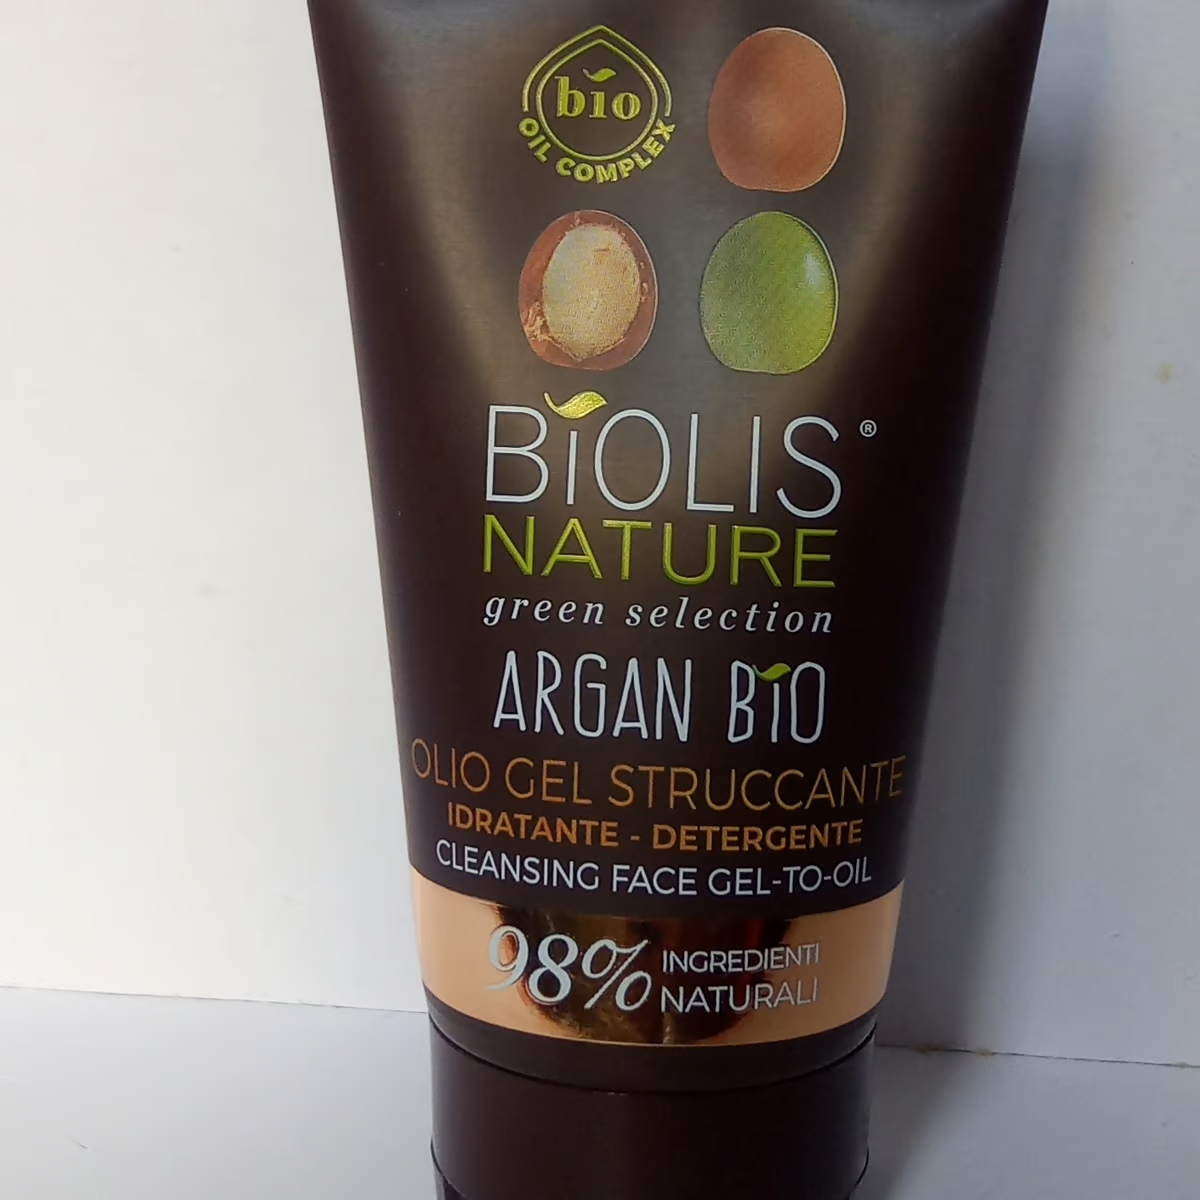 bio
OIL COMPLEX
BIOLIS®
NATURE
green selection
ARGAN BIO
OLIO GEL STRUCCANTE
IDRATANTE - DETERGENTE
CLEANSING FACE GEL-TO-OIL
98% INGREDIENTI
NATURALI